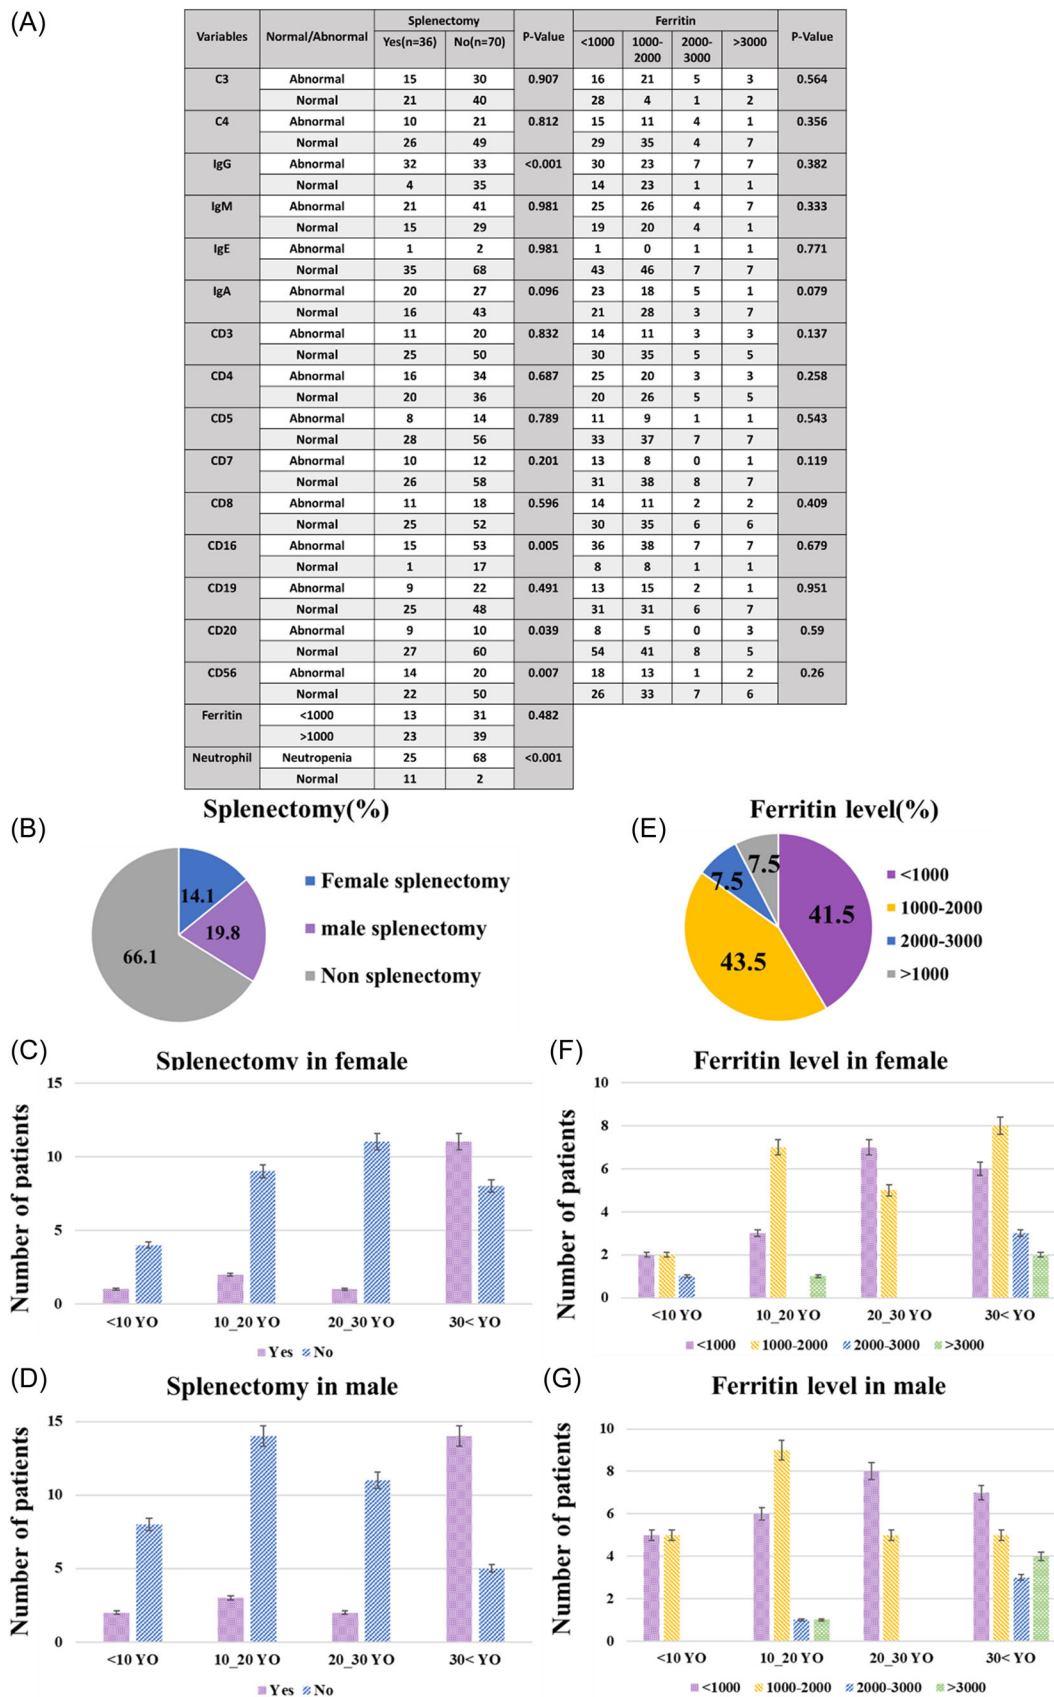 (A)
Variables Normal/Abnormal Splenectomy P-Value Ferritin P-Value
Yes(n=36) No(n=70) <1000 1000-2000 2000-3000 >3000
C3 Abnormal 15 30 0.907 16 21 5 3 0.564
Normal 21 40 28 4 1 2
C4 Abnormal 10 21 0.812 15 11 4 1 0.356
Normal 26 49 29 35 4 7
IgG Abnormal 32 33 <0.001 30 23 7 7 0.382
Normal 4 35 14 23 1 1
IgM Abnormal 21 41 0.981 25 26 4 7 0.333
Normal 15 29 19 20 4 1
IgE Abnormal 1 2 0.981 1 0 1 1 0.771
Normal 35 68 43 46 7 7
IgA Abnormal 20 27 0.096 23 18 5 1 0.079
Normal 16 43 21 28 3 7
CD3 Abnormal 11 20 0.832 14 11 3 3 0.137
Normal 25 50 30 35 5 5
CD4 Abnormal 16 34 0.687 25 20 3 3 0.258
Normal 20 36 20 26 5 5
CD5 Abnormal 8 14 0.789 11 9 1 1 0.543
Normal 28 56 33 37 7 7
CD7 Abnormal 10 12 0.201 13 8 0 1 0.119
Normal 26 58 31 38 8 7
CD8 Abnormal 11 18 0.596 14 11 2 2 0.409
Normal 25 52 30 35 6 6
CD16 Abnormal 15 53 0.005 36 38 7 7 0.679
Normal 1 17 8 8 1 1
CD19 Abnormal 9 22 0.491 13 15 2 1 0.951
Normal 25 48 31 31 6 7
CD20 Abnormal 9 10 0.039 8 5 0 3 0.59
Normal 27 60 54 41 8 5
CD56 Abnormal 14 20 0.007 18 13 1 2 0.26
Normal 22 50 26 33 7 6
Ferritin <1000 13 31 0.482
>1000 23 39
Neutrophil Neutropenia 25 68 <0.001
Normal 11 2
(B)
Splenectomy(%)
14.1
19.8
66.1
Female splenectomy
male splenectomy
Non splenectomy
(E)
Ferritin level(%)
7.5
7.5
41.5
43.5
<1000
1000-2000
2000-3000
>1000
(C)
Splenectomy in female
Number of patients
15
10
5
0
<10 YO 10_20 YO 20_30 YO 30< YO
Yes No
(F)
Ferritin level in female
Number of patients
10
8
6
4
2
0
<10 YO 10_20 YO 20_30 YO 30< YO
<1000 1000-2000 2000-3000 >3000
(D)
Splenectomy in male
Number of patients
15
10
5
0
<10 YO 10_20 YO 20_30 YO 30< YO
Yes No
(G)
Ferritin level in male
Number of patients
10
8
6
4
2
0
<10 YO 10_20 YO 20_30 YO 30< YO
<1000 1000-2000 2000-3000 >3000